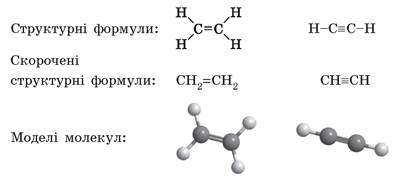 H H
Структурні формули: C=C H–C≡C–H
H H
Скорочені
структурні формули: CH₂=CH₂ CH≡CH
Моделі молекул: